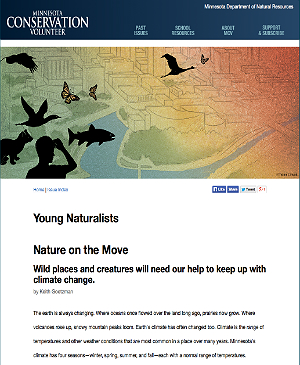 Minnesota Department of Natural Resources
MINNESOTA
CONSERVATION
VOLUNTEER
PAST ISSUES
SCHOOL RESOURCES
ABOUT MCV
SUPPORT & SUBSCRIBE
Home | Issue Index
Like
Share
Tweet
Young Naturalists
Nature on the Move
Wild places and creatures will need our help to keep up with
climate change.
by Keith Goetzman
The earth is always changing. Where oceans once flowed over the land long ago, prairies now grow. Where
volcanoes rose up, snowy mountain peaks loom. Earth's climate has often changed too. Climate is the range of
temperatures and other weather conditions that are most common in a place over many years. Minnesota's
climate has four seasons—winter, spring, summer, and fall—each with a normal range of temperatures.